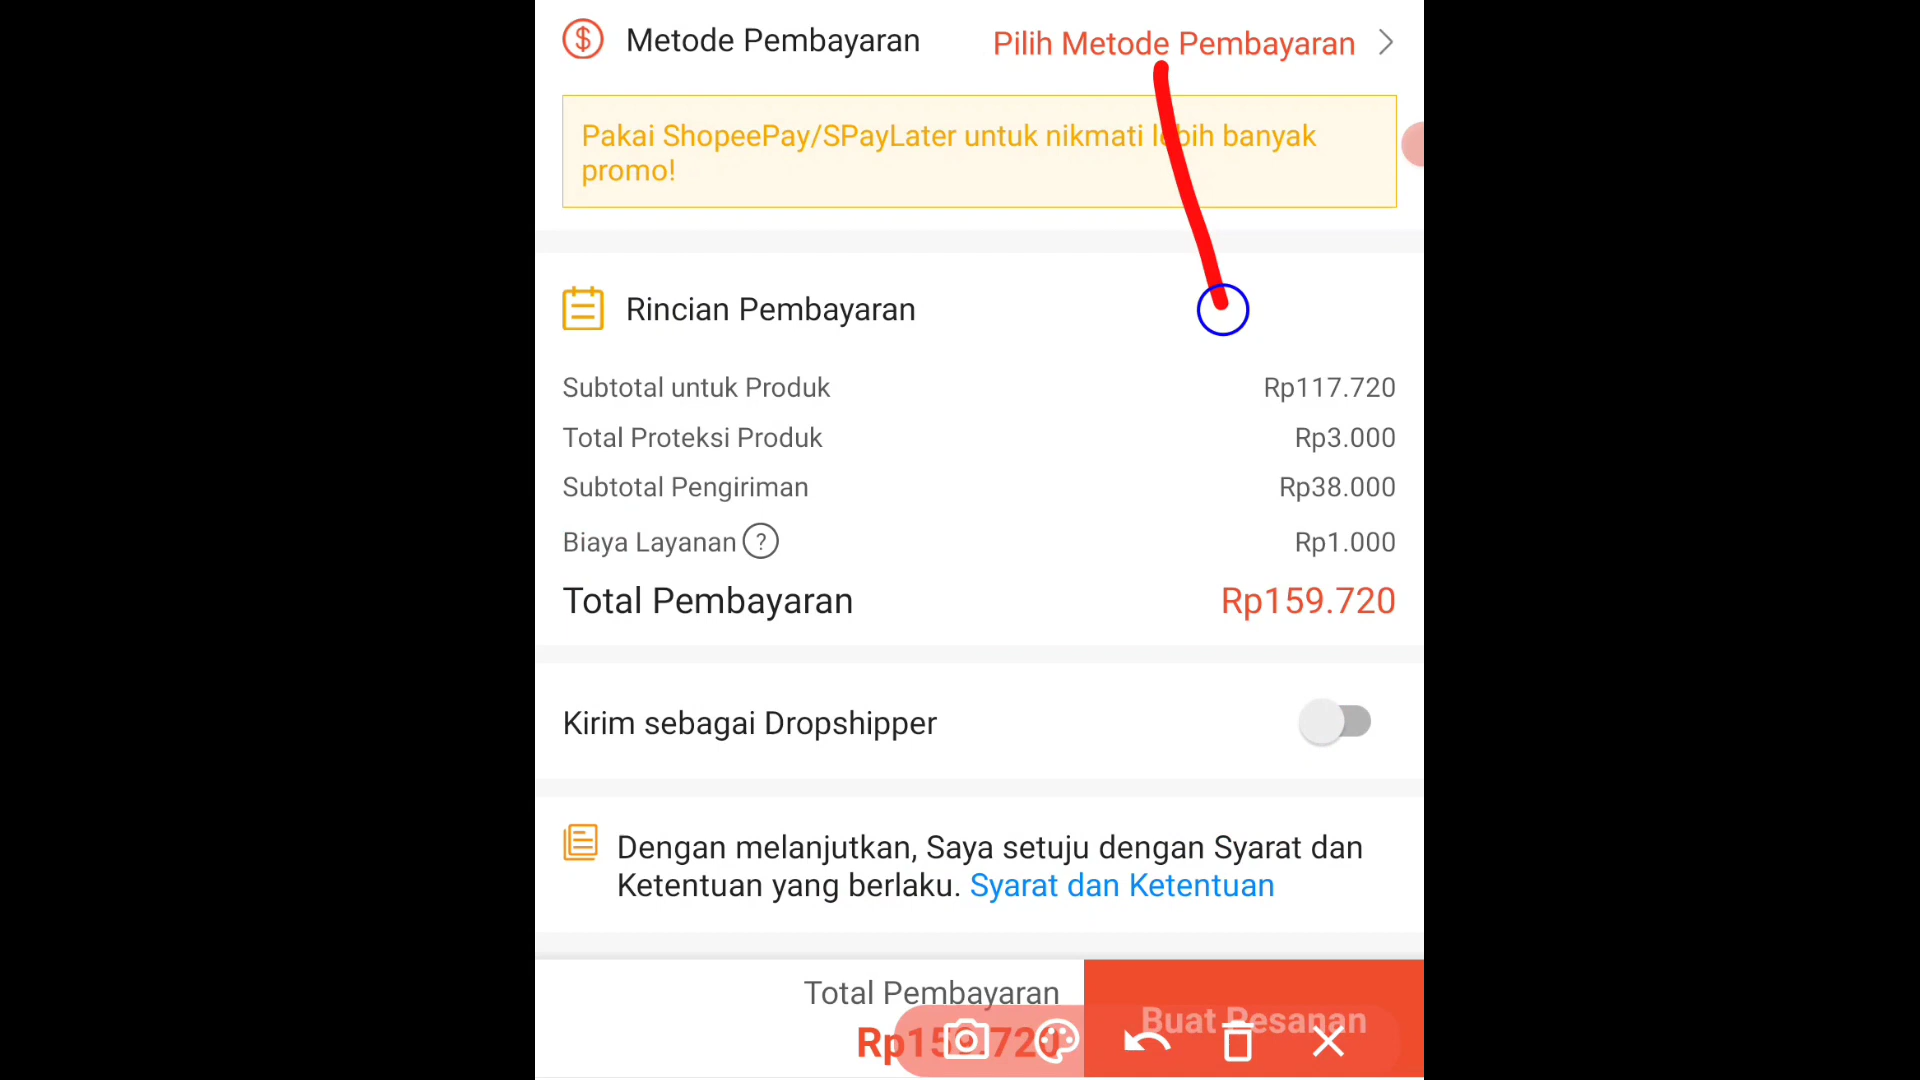 Metode Pembayaran
Pilih Metode Pembayaran
Pakai ShopeePay/SPayLater untuk nikmati lebih banyak
promo!
Rincian Pembayaran
Subtotal untuk Produk Rp117.720
Total Proteksi Produk Rp3.000
Subtotal Pengiriman Rp38.000
Biaya Layanan ? Rp1.000
Total Pembayaran Rp159.720
Kirim sebagai Dropshipper
Dengan melanjutkan, Saya setuju dengan Syarat dan
Ketentuan yang berlaku. Syarat dan Ketentuan
Total Pembayaran
Rp159.720
Buat Pesanan